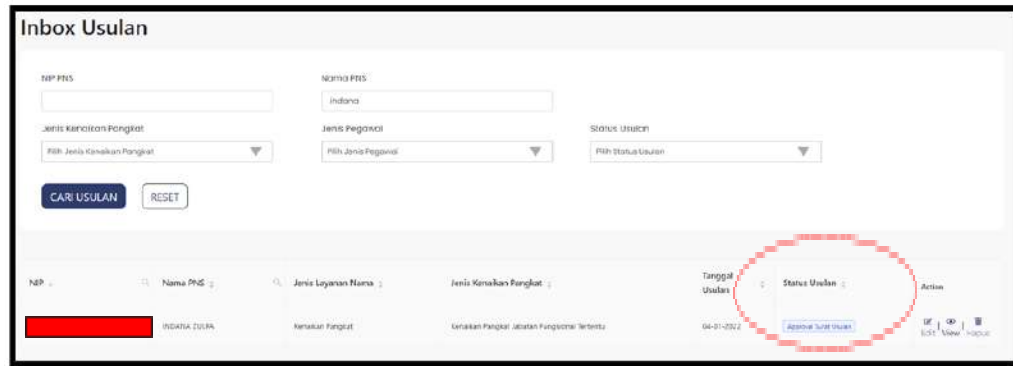 Inbox Usulan
NIP PNS
Nama PNS
indana
Jenis Kenaikan Pangkat
Jenis Pegawai
Status Usulan
Pilih Jenis Kenaikan Pangkat
Pilih Jenis Pegawai
Pilih Status Usulan
CARI USULAN
RESET
NIP
Nama PNS
Jenis Layanan Nama
Jenis Kenaikan Pangkat
Tanggal Usulan
Status Usulan
Action
INDANA ZULFA
Kenaikan Pangkat
Kenaikan Pangkat Jabatan Fungsional Tertentu
04-01-2022
Approval Surat Usulan
Edit | View | Hapus